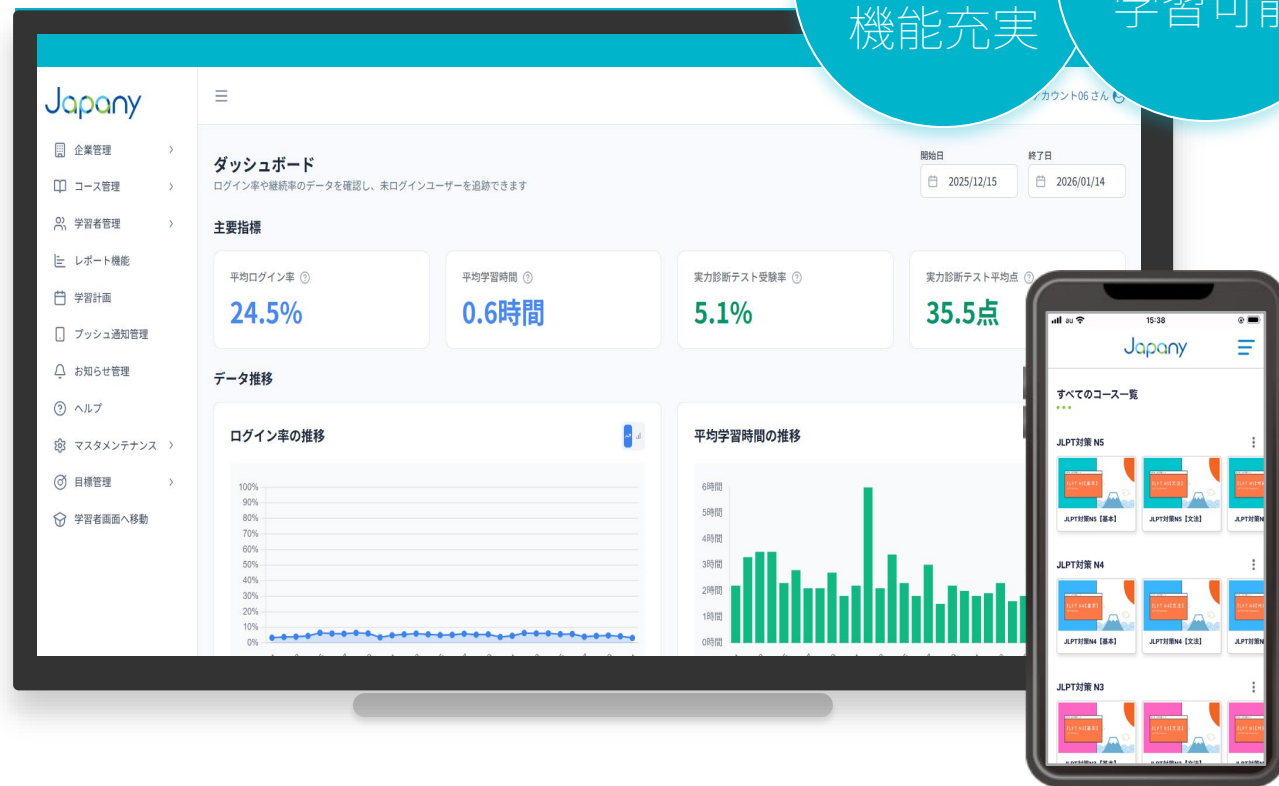 機能充実
学習可能
Japany
カウント06 さん
企業管理
コース管理
学習者管理
レポート機能
学習計画
プッシュ通知管理
お知らせ管理
ヘルプ
マスタメンテナンス
目標管理
学習者画面へ移動
ダッシュボード
ログイン率や継続率のデータを確認し、未ログインユーザーを追跡できます
開始日
2025/12/15
終了日
2026/01/14
主要指標
平均ログイン率
24.5%
平均学習時間
0.6時間
実力診断テスト受験率
5.1%
実力診断テスト平均点
35.5点
データ推移
ログイン率の推移
100%
90%
80%
70%
60%
50%
40%
30%
20%
10%
0%
平均学習時間の推移
6時間
5時間
4時間
3時間
2時間
1時間
0時間
au
15:38
Japany
すべてのコース一覧
JLPT対策 N5
JLPT対策N5【基本】
JLPT対策N5【文法】
JLPT対策N
JLPT対策 N4
JLPT対策N4【基本】
JLPT対策N4【文法】
JLPT対策N
JLPT対策 N3